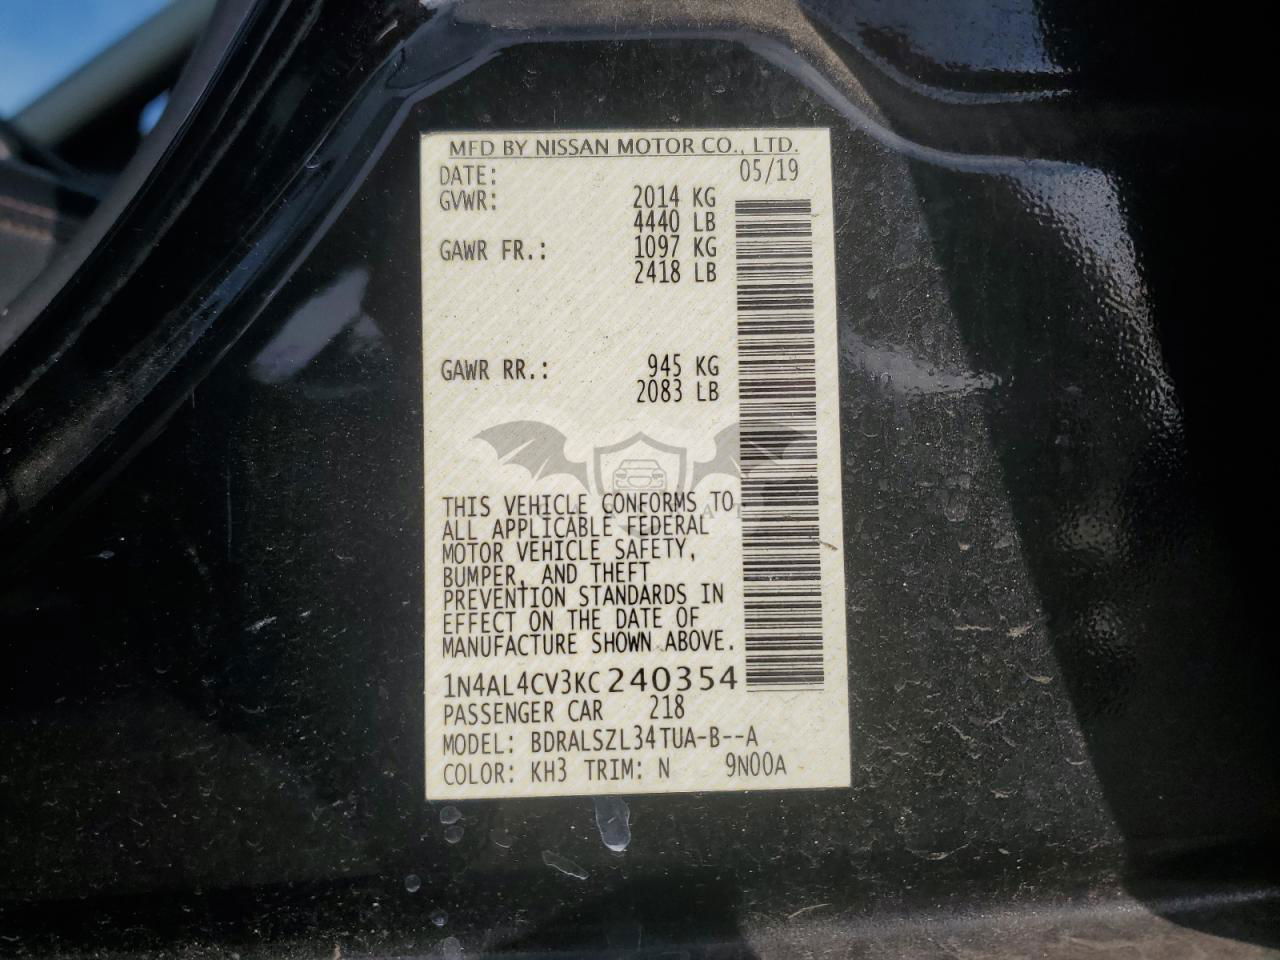 MFD BY NISSAN MOTOR CO., LTD.
DATE: 05/19
GVWR: 2014 KG
4440 LB
GAWR FR.: 1097 KG
2418 LB
GAWR RR.: 945 KG
2083 LB
THIS VEHICLE CONFORMS TO
ALL APPLICABLE FEDERAL
MOTOR VEHICLE SAFETY,
BUMPER, AND THEFT
PREVENTION STANDARDS IN
EFFECT ON THE DATE OF
MANUFACTURE SHOWN ABOVE.
1N4AL4CV3KC240354
PASSENGER CAR 218
MODEL: BDRALSZL34TUA-B--A
COLOR: KH3 TRIM: N 9N00A